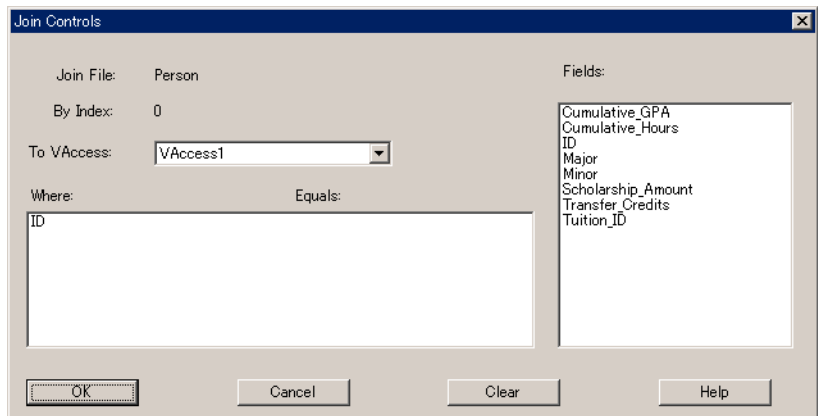 Join Controls
Join File: Person
By Index: 0
To VAccess: VAccess1
Where: Equals:
ID
Fields:
Cumulative_GPA
Cumulative_Hours
ID
Major
Minor
Scholarship_Amount
Transfer_Credits
Tuition_ID
OK Cancel Clear Help